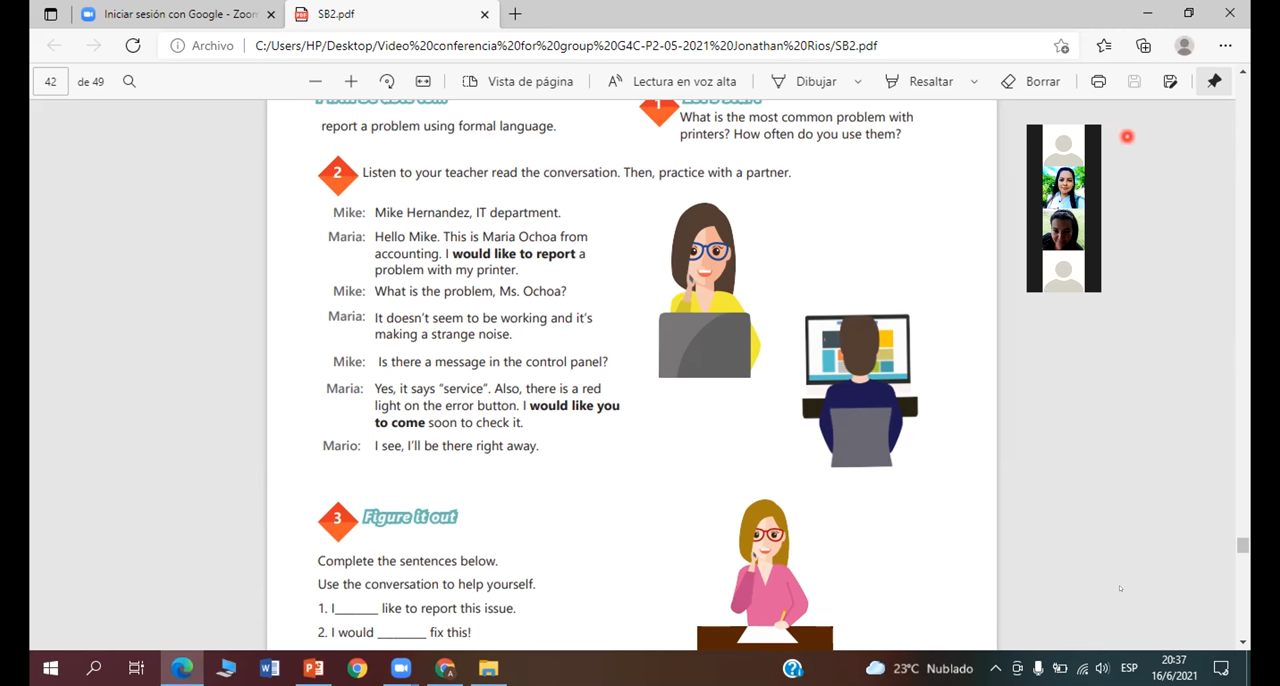 Iniciar sesión con Google - Zoom
SB2.pdf
Archivo
C:/Users/HP/Desktop/Video%20conferencia%20for%20group%20G4C-P2-05-2021%20Jonathan%20Rios/SB2.pdf
42 de 49
Vista de página
Lectura en voz alta
Dibujar
Resaltar
Borrar
report a problem using formal language.
1
What is the most common problem with
printers? How often do you use them?
2 Listen to your teacher read the conversation. Then, practice with a partner.
Mike: Mike Hernandez, IT department.
Maria: Hello Mike. This is Maria Ochoa from
accounting. I would like to report a
problem with my printer.
Mike: What is the problem, Ms. Ochoa?
Maria: It doesn't seem to be working and it's
making a strange noise.
Mike: Is there a message in the control panel?
Maria: Yes, it says “service”. Also, there is a red
light on the error button. I would like you
to come soon to check it.
Mario: I see, I'll be there right away.
3 Figure it out
Complete the sentences below.
Use the conversation to help yourself.
1. I______ like to report this issue.
2. I would _______ fix this!
23°C Nublado
ESP
20:37
16/6/2021